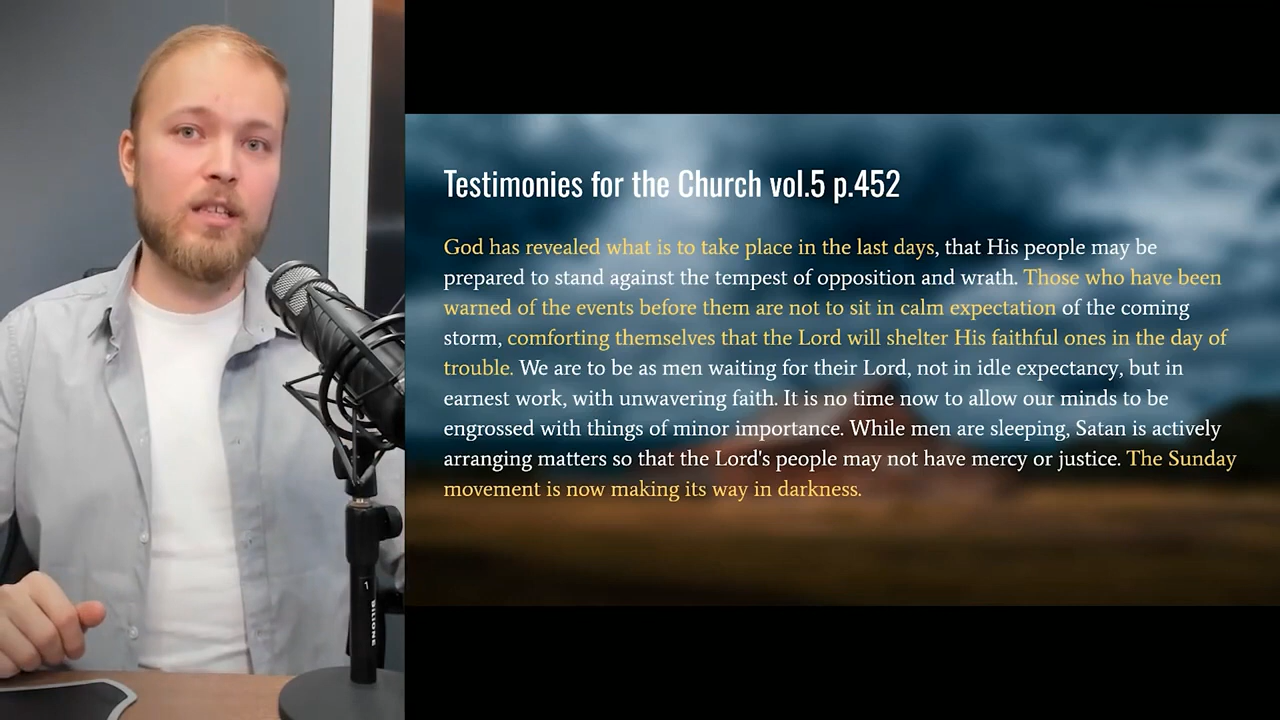 Testimonies for the Church vol.5 p.452
God has revealed what is to take place in the last days, that His people may be
prepared to stand against the tempest of opposition and wrath. Those who have been
warned of the events before them are not to sit in calm expectation of the coming
storm, comforting themselves that the Lord will shelter His faithful ones in the day of
trouble. We are to be as men waiting for their Lord, not in idle expectancy, but in
earnest work, with unwavering faith. It is no time now to allow our minds to be
engrossed with things of minor importance. While men are sleeping, Satan is actively
arranging matters so that the Lord's people may not have mercy or justice. The Sunday
movement is now making its way in darkness.
BILIONE